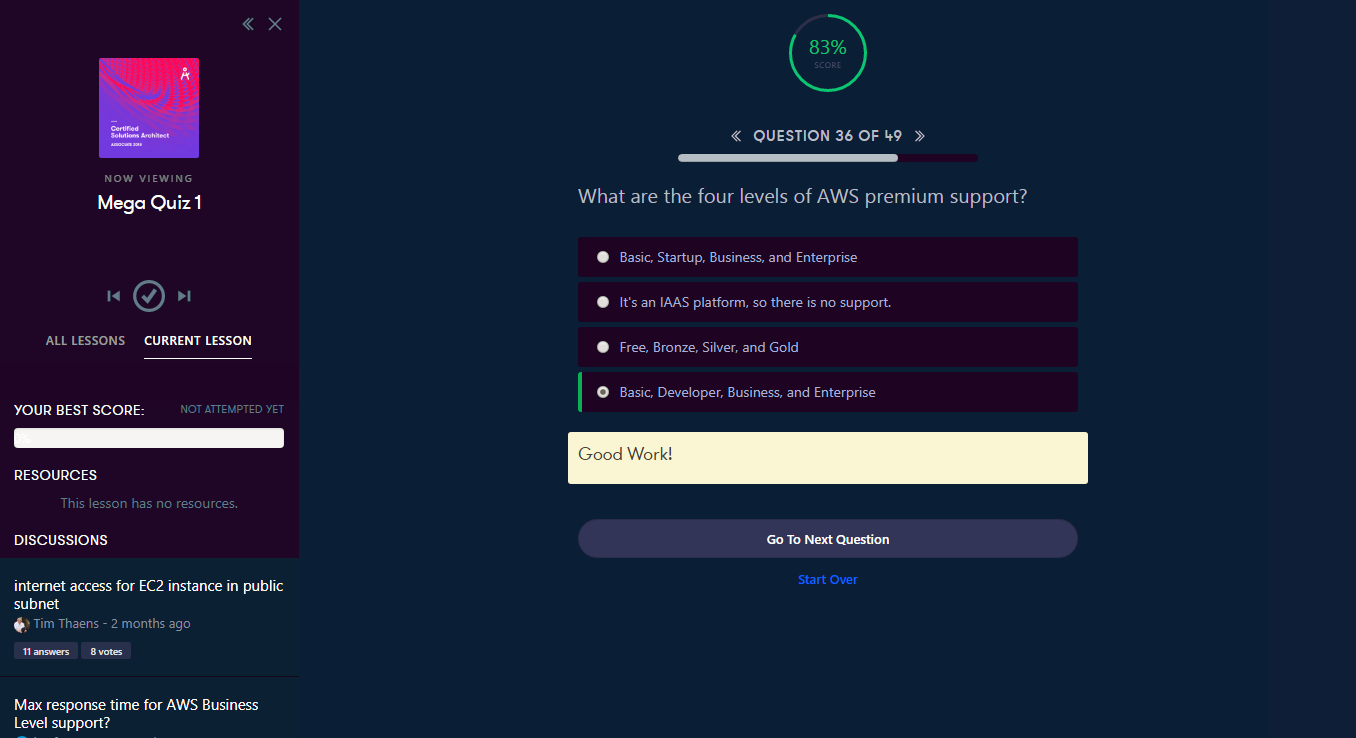 Certified
Solutions Architect
ASSOCIATE 2018
NOW VIEWING
Mega Quiz 1
ALL LESSONS CURRENT LESSON
YOUR BEST SCORE: NOT ATTEMPTED YET
RESOURCES
This lesson has no resources.
DISCUSSIONS
internet access for EC2 instance in public
subnet
Tim Thaens - 2 months ago
11 answers 8 votes
Max response time for AWS Business
Level support?
83%
SCORE
QUESTION 36 OF 49
What are the four levels of AWS premium support?
Basic, Startup, Business, and Enterprise
It's an IAAS platform, so there is no support.
Free, Bronze, Silver, and Gold
Basic, Developer, Business, and Enterprise
Good Work!
Go To Next Question
Start Over